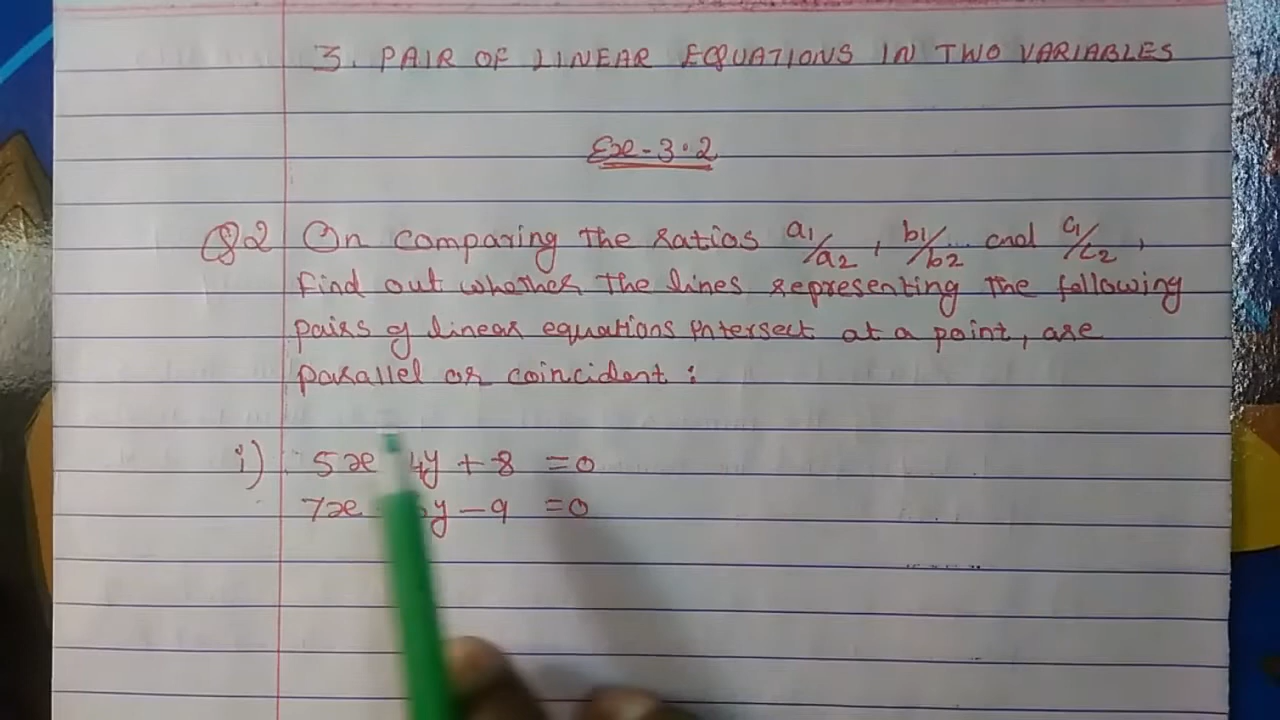 3. PAIR OF LINEAR EQUATIONS IN TWO VARIABLES
Exe - 3.2
Q2 On comparing the ratios a1/a2, b1/b2 and c1/c2,
find out whether the lines representing the following
pairs of linear equations intersect at a point, are
parallel or coincident :
i) 5x 4y + 8 = 0
7x y - 9 = 0